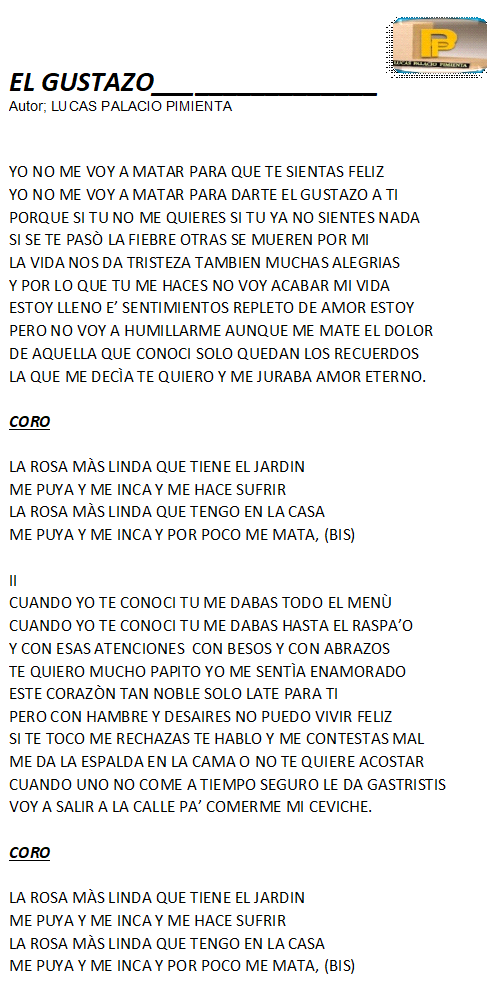 EL GUSTAZO________________
Autor; LUCAS PALACIO PIMIENTA
PP
LUCAS PALACIO PIMIENTA
YO NO ME VOY A MATAR PARA QUE TE SIENTAS FELIZ
YO NO ME VOY A MATAR PARA DARTE EL GUSTAZO A TI
PORQUE SI TU NO ME QUIERES SI TU YA NO SIENTES NADA
SI SE TE PASÒ LA FIEBRE OTRAS SE MUEREN POR MI
LA VIDA NOS DA TRISTEZA TAMBIEN MUCHAS ALEGRIAS
Y POR LO QUE TU ME HACES NO VOY ACABAR MI VIDA
ESTOY LLENO E’ SENTIMIENTOS REPLETO DE AMOR ESTOY
PERO NO VOY A HUMILLARME AUNQUE ME MATE EL DOLOR
DE AQUELLA QUE CONOCI SOLO QUEDAN LOS RECUERDOS
LA QUE ME DECÌA TE QUIERO Y ME JURABA AMOR ETERNO.
CORO
LA ROSA MÀS LINDA QUE TIENE EL JARDIN
ME PUYA Y ME INCA Y ME HACE SUFRIR
LA ROSA MÀS LINDA QUE TENGO EN LA CASA
ME PUYA Y ME INCA Y POR POCO ME MATA, (BIS)
II
CUANDO YO TE CONOCI TU ME DABAS TODO EL MENÙ
CUANDO YO TE CONOCI TU ME DABAS HASTA EL RASPA’O
Y CON ESAS ATENCIONES  CON BESOS Y CON ABRAZOS
TE QUIERO MUCHO PAPITO YO ME SENTÌA ENAMORADO
ESTE CORAZÒN TAN NOBLE SOLO LATE PARA TI
PERO CON HAMBRE Y DESAIRES NO PUEDO VIVIR FELIZ
SI TE TOCO ME RECHAZAS TE HABLO Y ME CONTESTAS MAL
ME DA LA ESPALDA EN LA CAMA O NO TE QUIERE ACOSTAR
CUANDO UNO NO COME A TIEMPO SEGURO LE DA GASTRISTIS
VOY A SALIR A LA CALLE PA’ COMERME MI CEVICHE.
CORO
LA ROSA MÀS LINDA QUE TIENE EL JARDIN
ME PUYA Y ME INCA Y ME HACE SUFRIR
LA ROSA MÀS LINDA QUE TENGO EN LA CASA
ME PUYA Y ME INCA Y POR POCO ME MATA, (BIS)